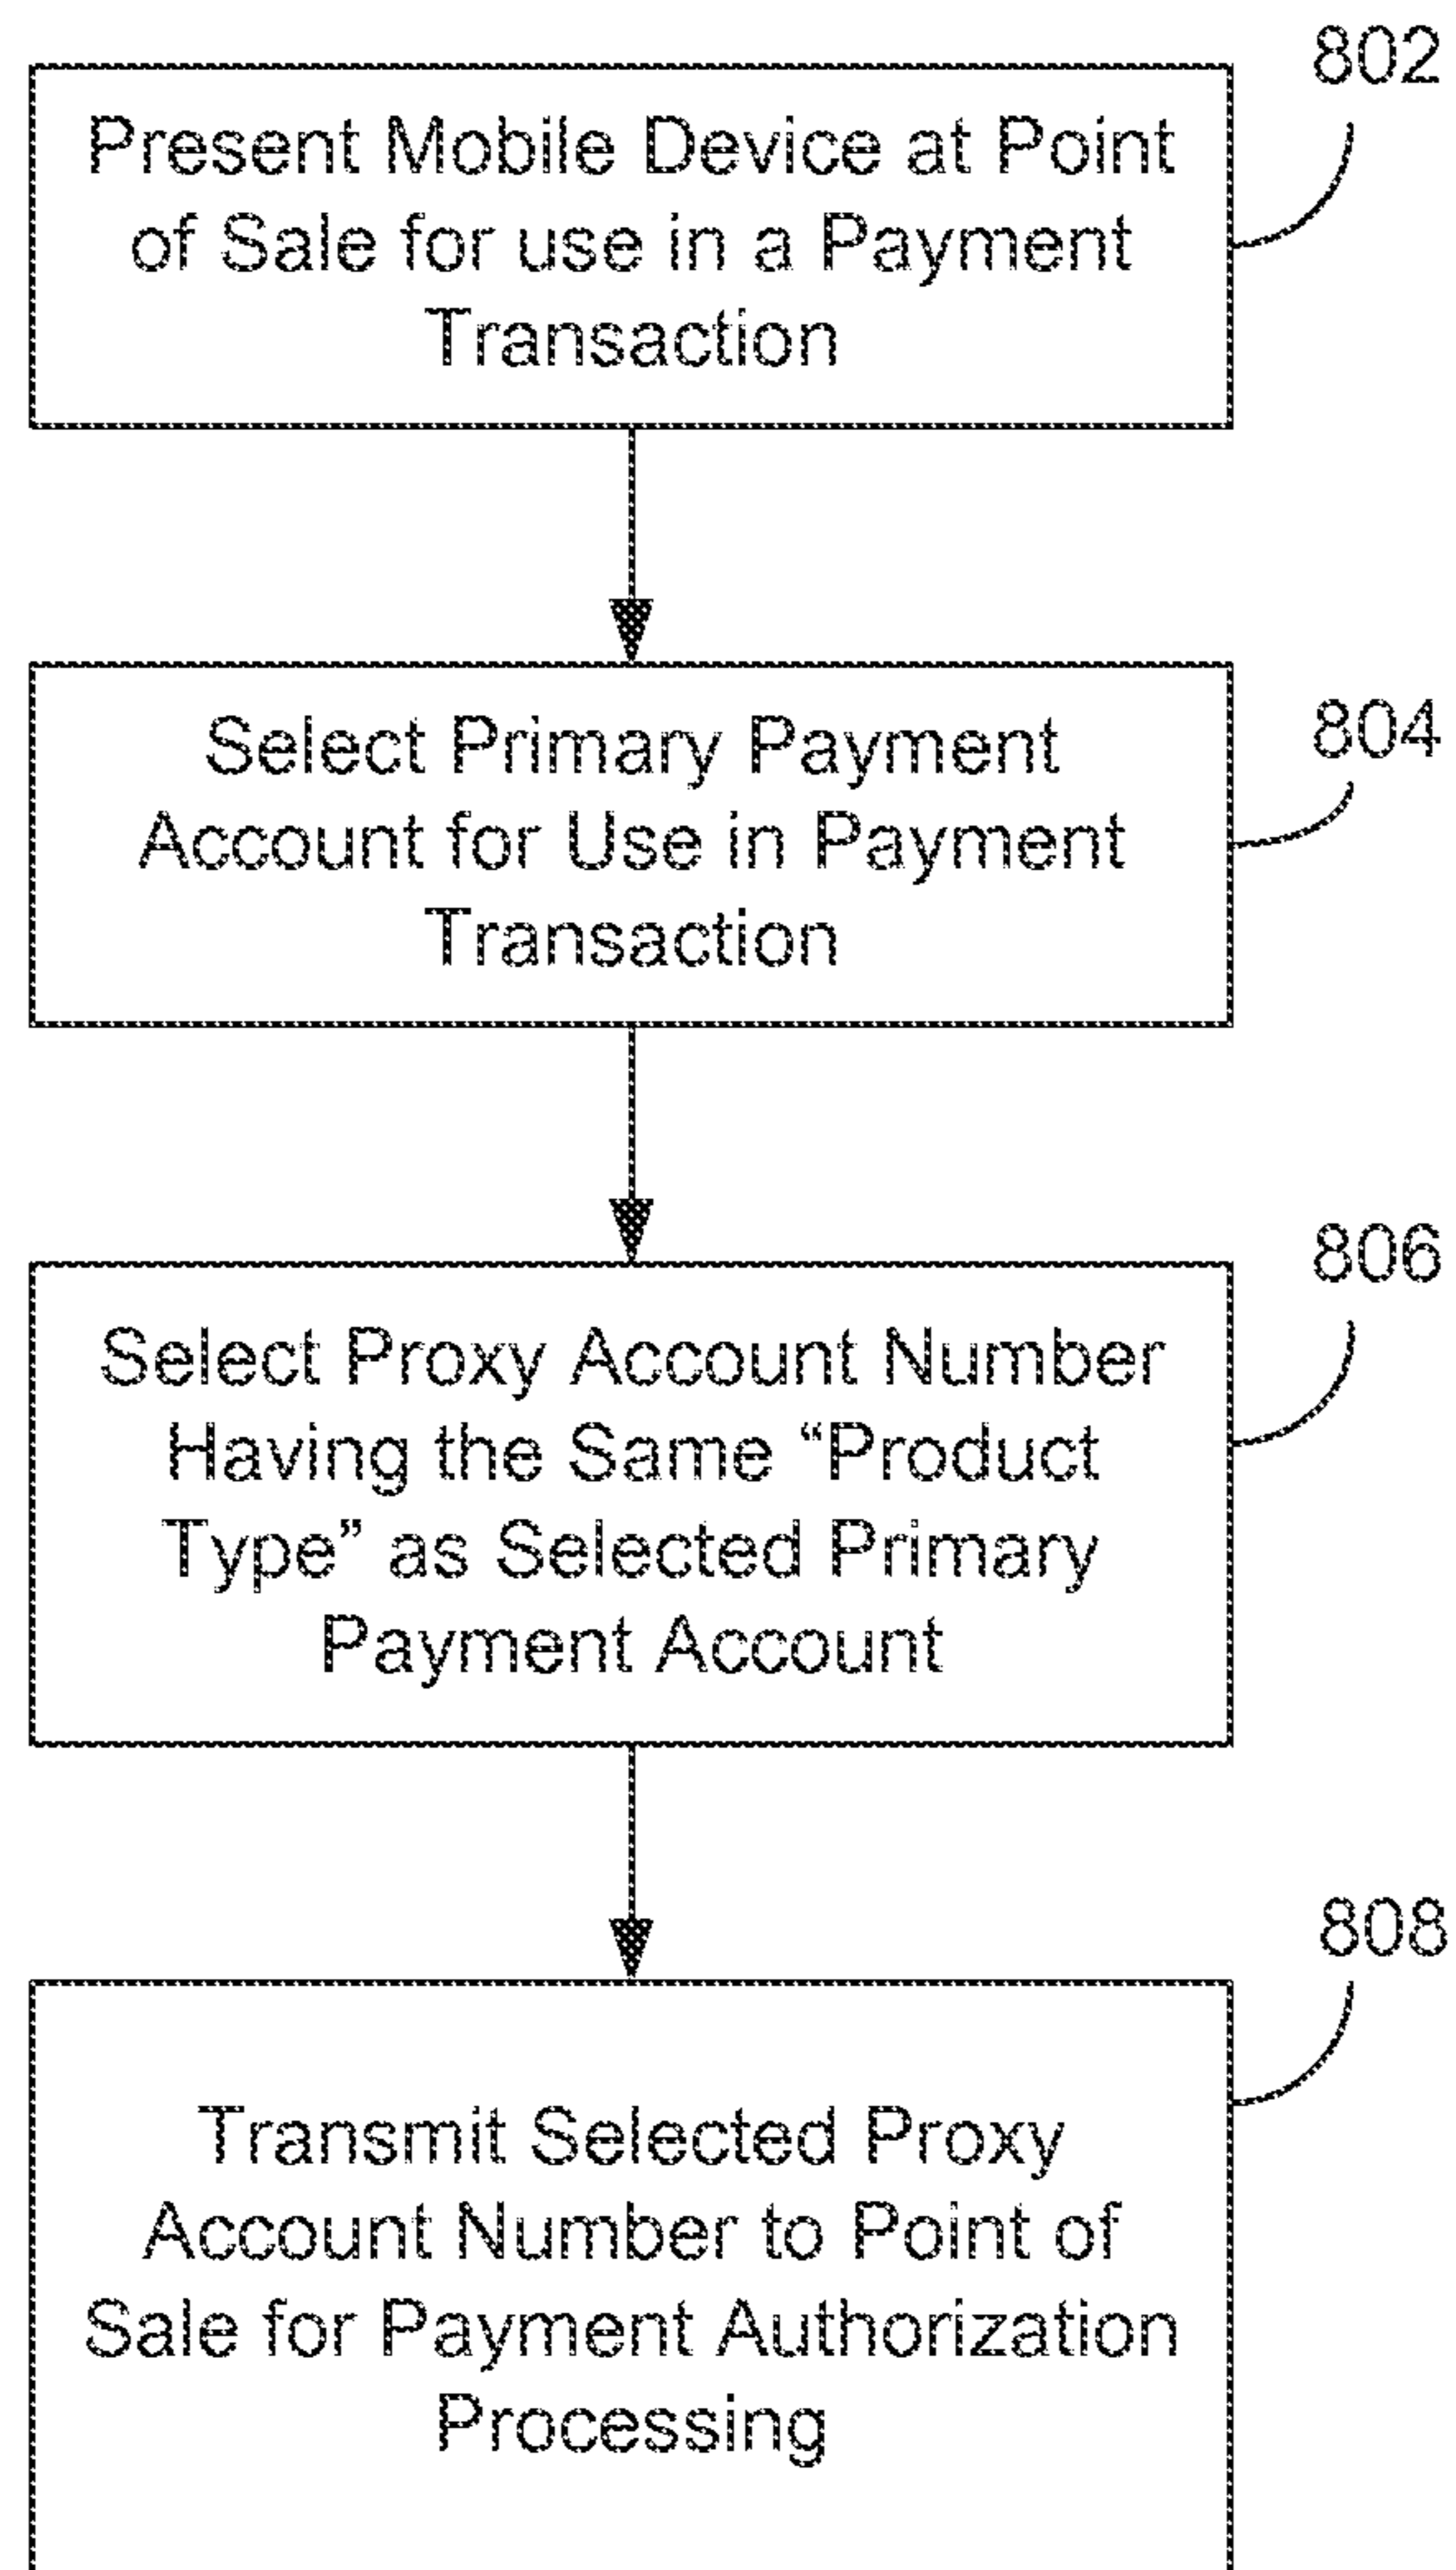 802
Present Mobile Device at Point
of Sale for use in a Payment
Transaction
804
Select Primary Payment
Account for Use in Payment
Transaction
806
Select Proxy Account Number
Having the Same “Product
Type” as Selected Primary
Payment Account
808
Transmit Selected Proxy
Account Number to Point of
Sale for Payment Authorization
Processing